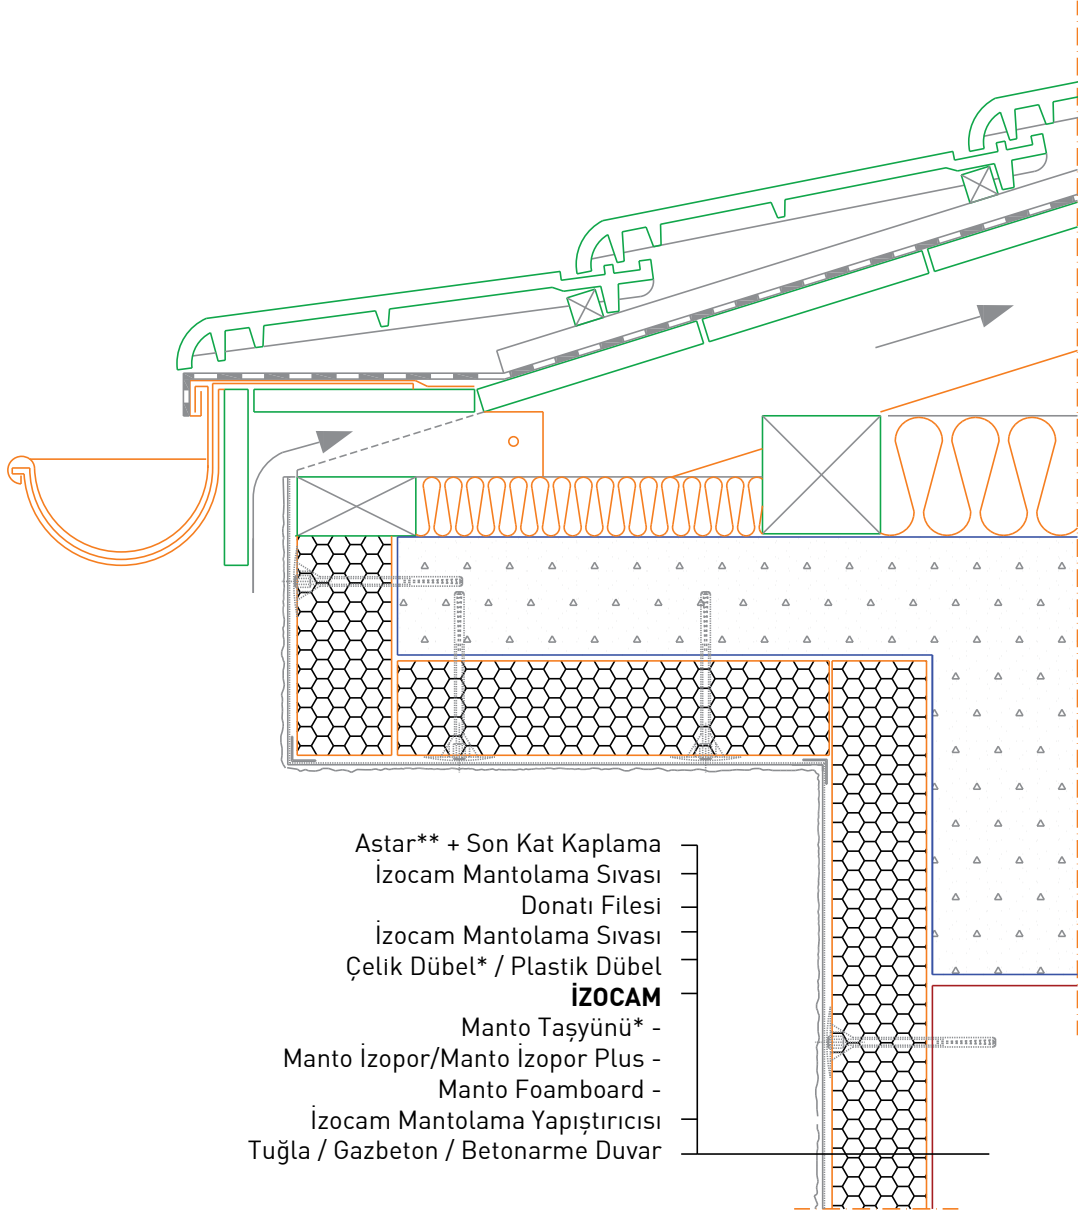 Astar** + Son Kat Kaplama
İzocam Mantolama Sıvası
Donatı Filesi
İzocam Mantolama Sıvası
Çelik Dübel* / Plastik Dübel
İZOCAM
Manto Taşyünü* -
Manto İzopor/Manto İzopor Plus -
Manto Foamboard -
İzocam Mantolama Yapıştırıcısı
Tuğla / Gazbeton / Betonarme Duvar